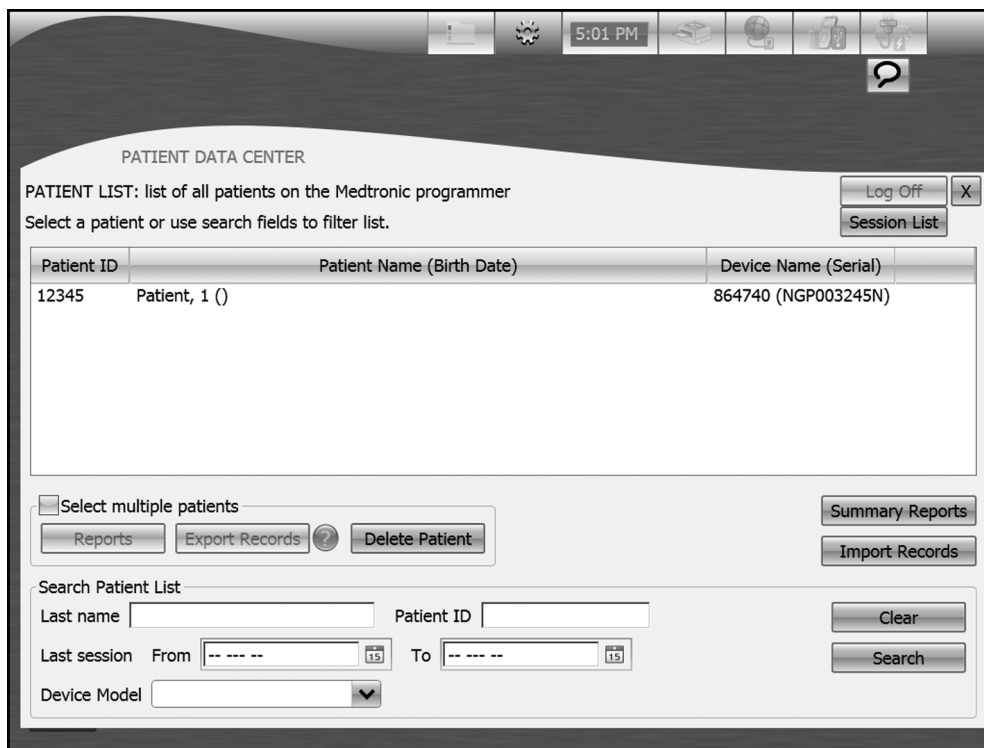 5:01 PM
PATIENT DATA CENTER
PATIENT LIST: list of all patients on the Medtronic programmer
Log Off X
Select a patient or use search fields to filter list.
Session List
Patient ID Patient Name (Birth Date) Device Name (Serial)
12345 Patient, 1 () 864740 (NGP003245N)
Select multiple patients
Summary Reports
Reports Export Records ? Delete Patient
Import Records
Search Patient List
Last name Patient ID Clear
Last session From -- --- -- 15 To -- --- -- 15 Search
Device Model